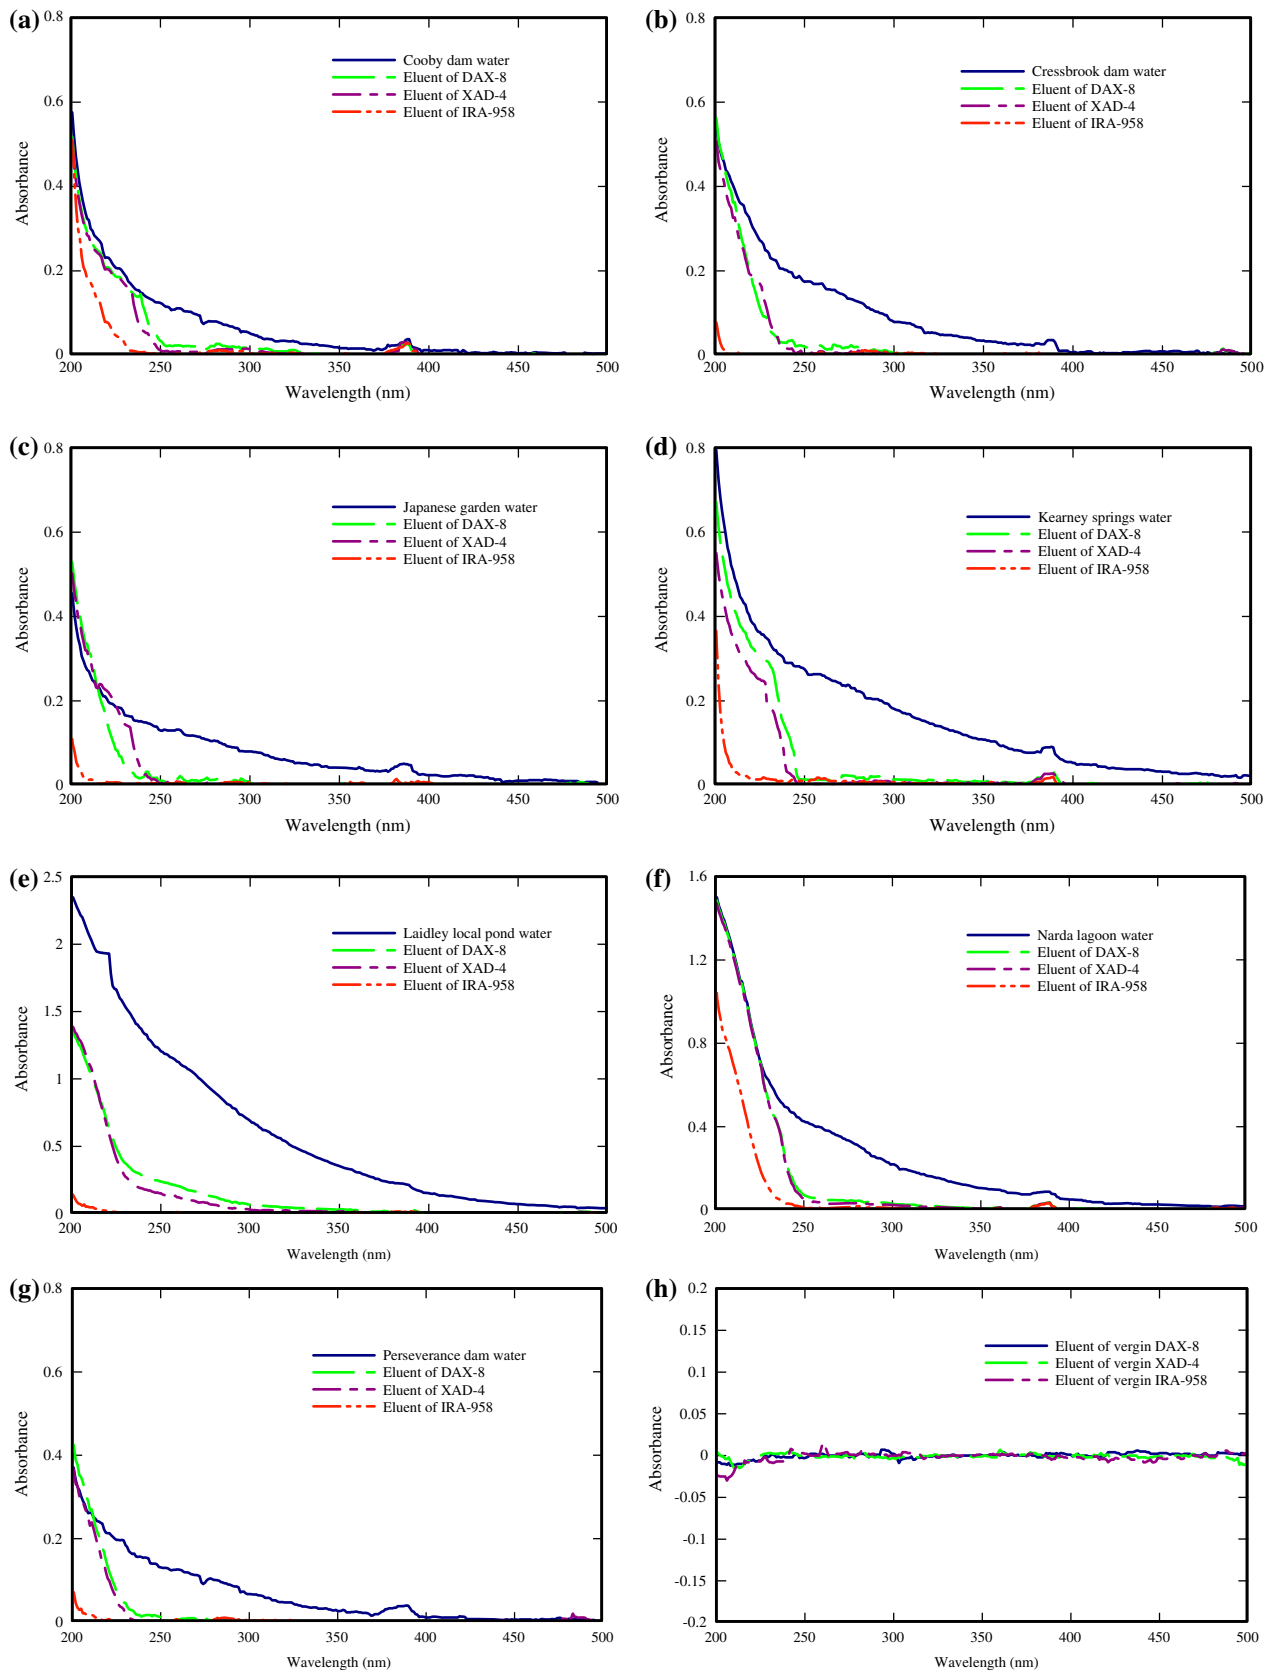 (a)
0.8
0.6
0.4
0.2
0
Absorbance
Cooby dam water
Eluent of DAX-8
Eluent of XAD-4
Eluent of IRA-958
200 250 300 350 400 450 500
Wavelength (nm)
(b)
0.8
0.6
0.4
0.2
0
Absorbance
Cressbrook dam water
Eluent of DAX-8
Eluent of XAD-4
Eluent of IRA-958
200 250 300 350 400 450 500
Wavelength (nm)
(c)
0.8
0.6
0.4
0.2
0
Absorbance
Japanese garden water
Eluent of DAX-8
Eluent of XAD-4
Eluent of IRA-958
200 250 300 350 400 450 500
Wavelength (nm)
(d)
0.8
0.6
0.4
0.2
0
Absorbance
Kearney springs water
Eluent of DAX-8
Eluent of XAD-4
Eluent of IRA-958
200 250 300 350 400 450 500
Wavelength (nm)
(e)
2.5
2
1.5
1
0.5
0
Absorbance
Laidley local pond water
Eluent of DAX-8
Eluent of XAD-4
Eluent of IRA-958
200 250 300 350 400 450 500
Wavelength (nm)
(f)
1.6
1.2
0.8
0.4
0
Absorbance
Narda lagoon water
Eluent of DAX-8
Eluent of XAD-4
Eluent of IRA-958
200 250 300 350 400 450 500
Wavelength (nm)
(g)
0.8
0.6
0.4
0.2
0
Absorbance
Perseverance dam water
Eluent of DAX-8
Eluent of XAD-4
Eluent of IRA-958
200 250 300 350 400 450 500
Wavelength (nm)
(h)
0.2
0.15
0.1
0.05
0
-0.05
-0.1
-0.15
-0.2
Absorbance
Eluent of vergin DAX-8
Eluent of vergin XAD-4
Eluent of vergin IRA-958
200 250 300 350 400 450 500
Wavelength (nm)